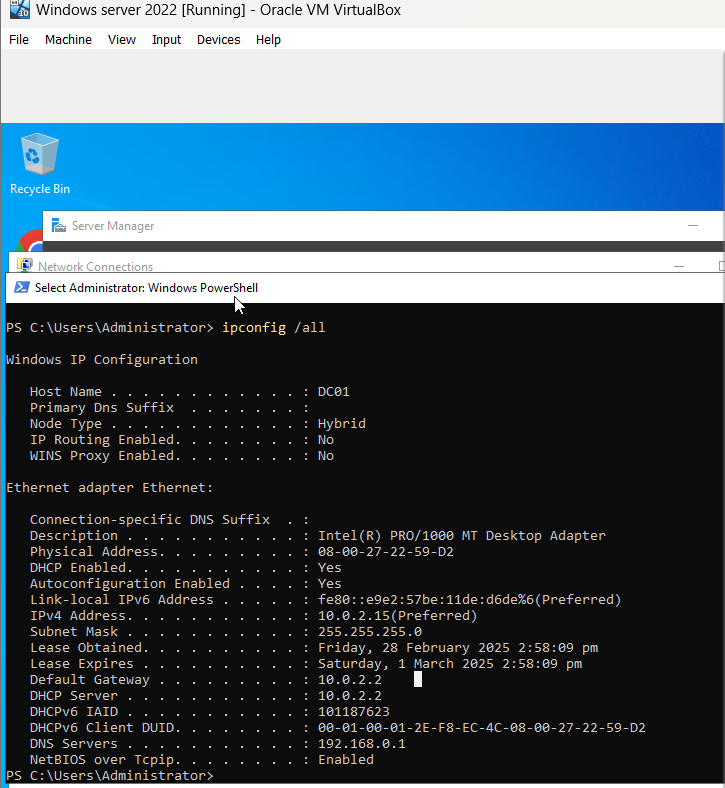 Windows server 2022 [Running] - Oracle VM VirtualBox
File Machine View Input Devices Help
Recycle Bin
Server Manager
Network Connections
Select Administrator: Windows PowerShell
PS C:\Users\Administrator> ipconfig /all
Windows IP Configuration
Host Name . . . . . . . . . . . . : DC01
Primary Dns Suffix  . . . . . . . :
Node Type . . . . . . . . . . . . : Hybrid
IP Routing Enabled. . . . . . . . : No
WINS Proxy Enabled. . . . . . . . : No
Ethernet adapter Ethernet:
Connection-specific DNS Suffix  . :
Description . . . . . . . . . . . : Intel(R) PRO/1000 MT Desktop Adapter
Physical Address. . . . . . . . . : 08-00-27-22-59-D2
DHCP Enabled. . . . . . . . . . . : Yes
Autoconfiguration Enabled . . . . : Yes
Link-local IPv6 Address . . . . . : fe80::e9e2:57be:11de:d6de%6(Preferred)
IPv4 Address. . . . . . . . . . . : 10.0.2.15(Preferred)
Subnet Mask . . . . . . . . . . . : 255.255.255.0
Lease Obtained. . . . . . . . . . : Friday, 28 February 2025 2:58:09 pm
Lease Expires . . . . . . . . . . : Saturday, 1 March 2025 2:58:09 pm
Default Gateway . . . . . . . . . : 10.0.2.2
DHCP Server . . . . . . . . . . . : 10.0.2.2
DHCPv6 IAID . . . . . . . . . . . : 101187623
DHCPv6 Client DUID. . . . . . . . : 00-01-00-01-2E-F8-EC-4C-08-00-27-22-59-D2
DNS Servers . . . . . . . . . . . : 192.168.0.1
NetBIOS over Tcpip. . . . . . . . : Enabled
PS C:\Users\Administrator>